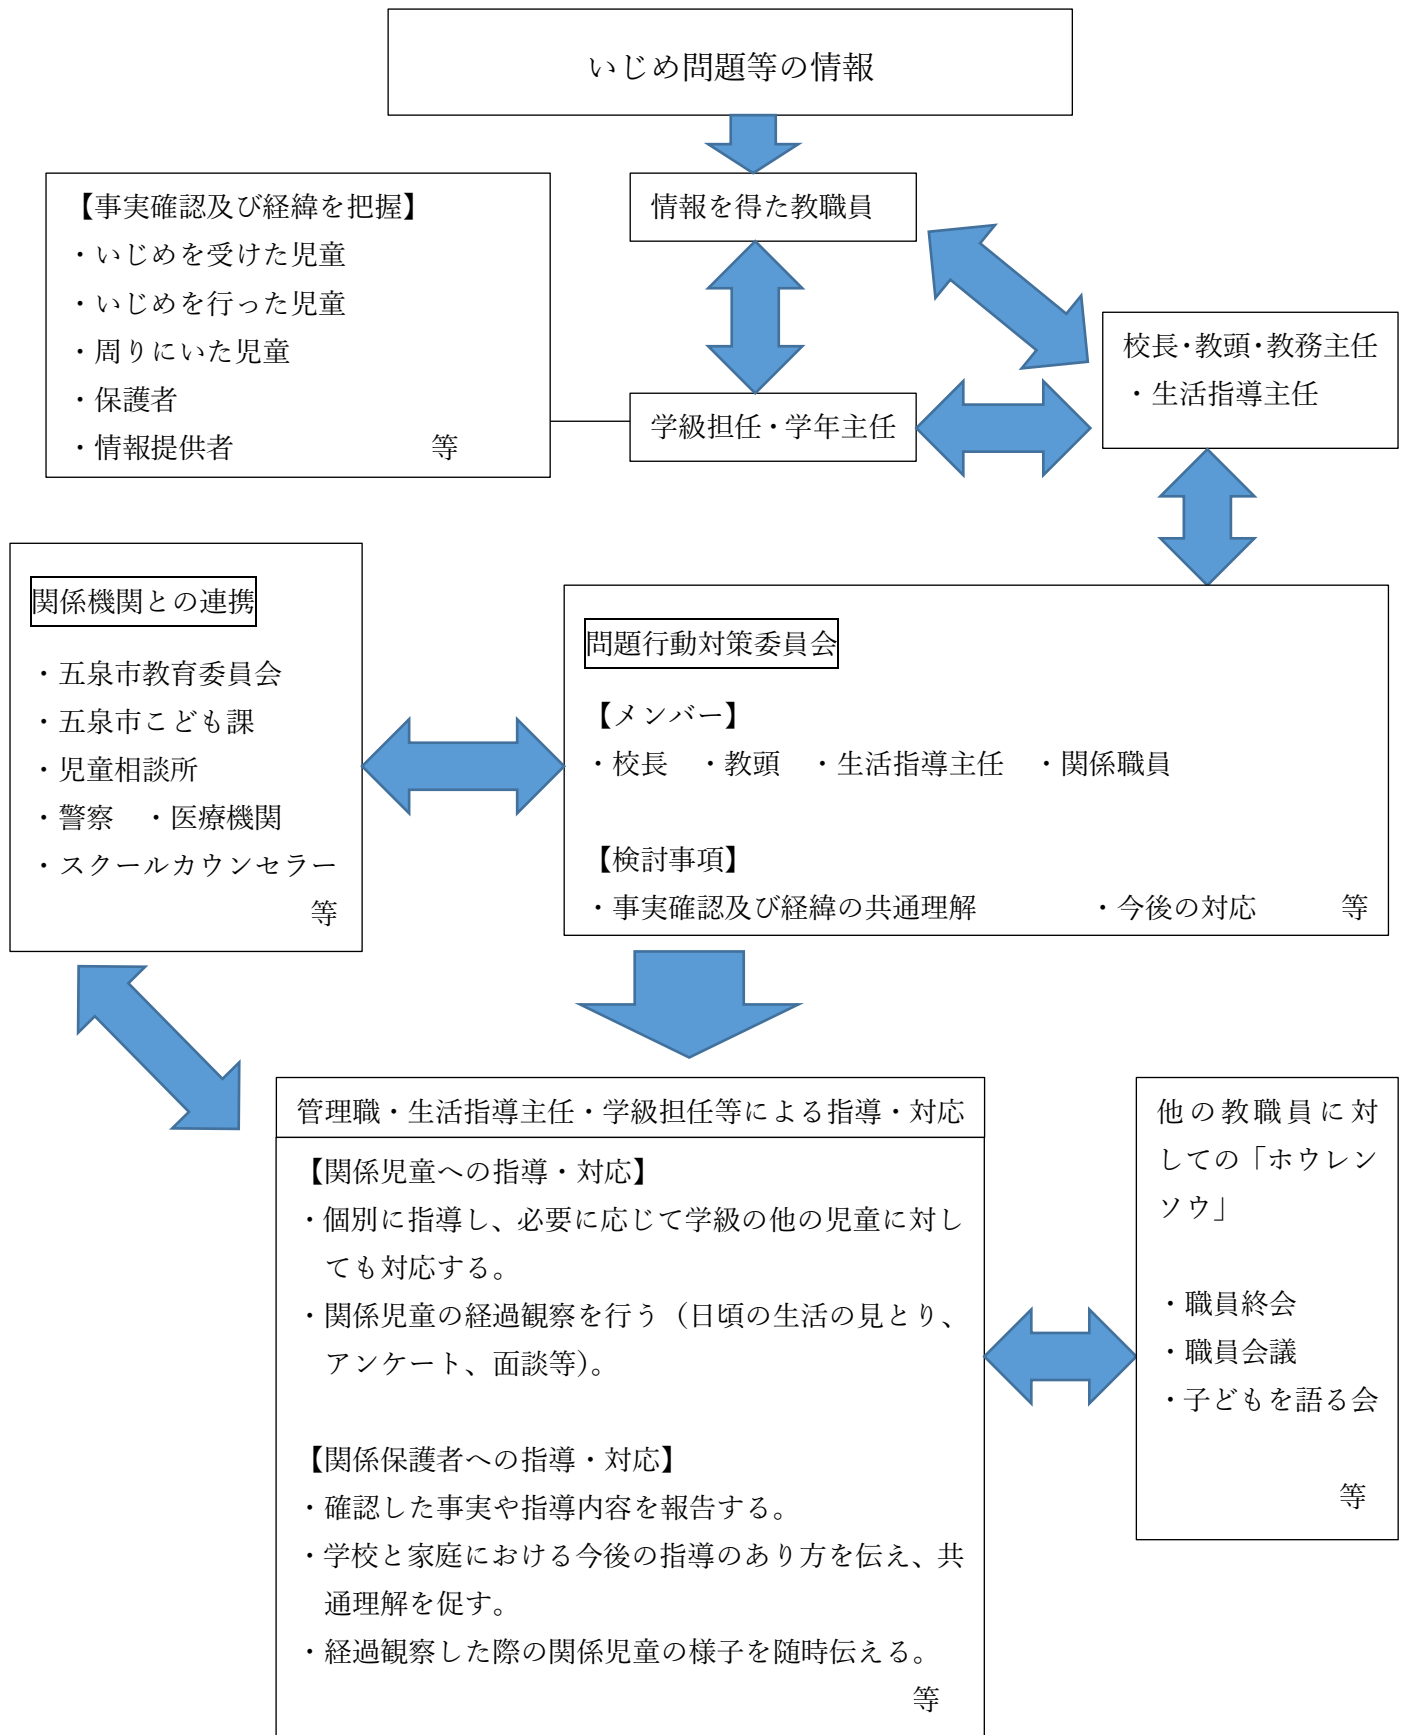 いじめ問題等の情報
情報を得た教職員
【事実確認及び経緯を把握】
・いじめを受けた児童
・いじめを行った児童
・周りにいた児童
・保護者
・情報提供者 等
学級担任・学年主任
校長・教頭・教務主任
・生活指導主任
関係機関との連携
・五泉市教育委員会
・五泉市こども課
・児童相談所
・警察 ・医療機関
・スクールカウンセラー
等
問題行動対策委員会
【メンバー】
・校長 ・教頭 ・生活指導主任 ・関係職員
【検討事項】
・事実確認及び経緯の共通理解 ・今後の対応 等
管理職・生活指導主任・学級担任等による指導・対応
【関係児童への指導・対応】
・個別に指導し、必要に応じて学級の他の児童に対し
ても対応する。
・関係児童の経過観察を行う（日頃の生活の見とり、
アンケート、面談等）。
【関係保護者への指導・対応】
・確認した事実や指導内容を報告する。
・学校と家庭における今後の指導のあり方を伝え、共
通理解を促す。
・経過観察した際の関係児童の様子を随時伝える。
等
他の教職員に対
しての「ホウレン
ソウ」
・職員終会
・職員会議
・子どもを語る会
等